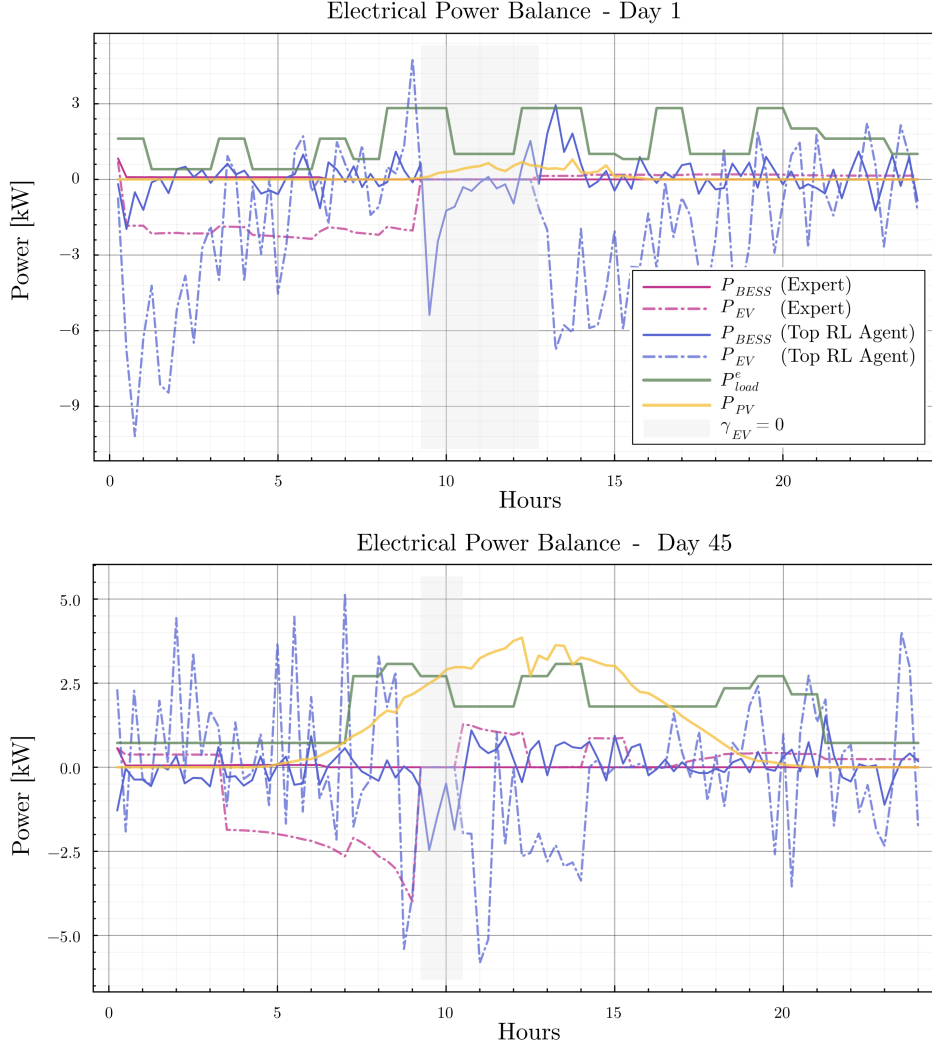 Electrical Power Balance - Day 1
Power [kW]
3
0
−3
−6
−9
P_BESS (Expert)
P_EV (Expert)
P_BESS (Top RL Agent)
P_EV (Top RL Agent)
P^e_load
P_PV
γ_EV = 0
0 5 10 15 20
Hours
Electrical Power Balance - Day 45
Power [kW]
5.0
2.5
0.0
−2.5
−5.0
0 5 10 15 20
Hours